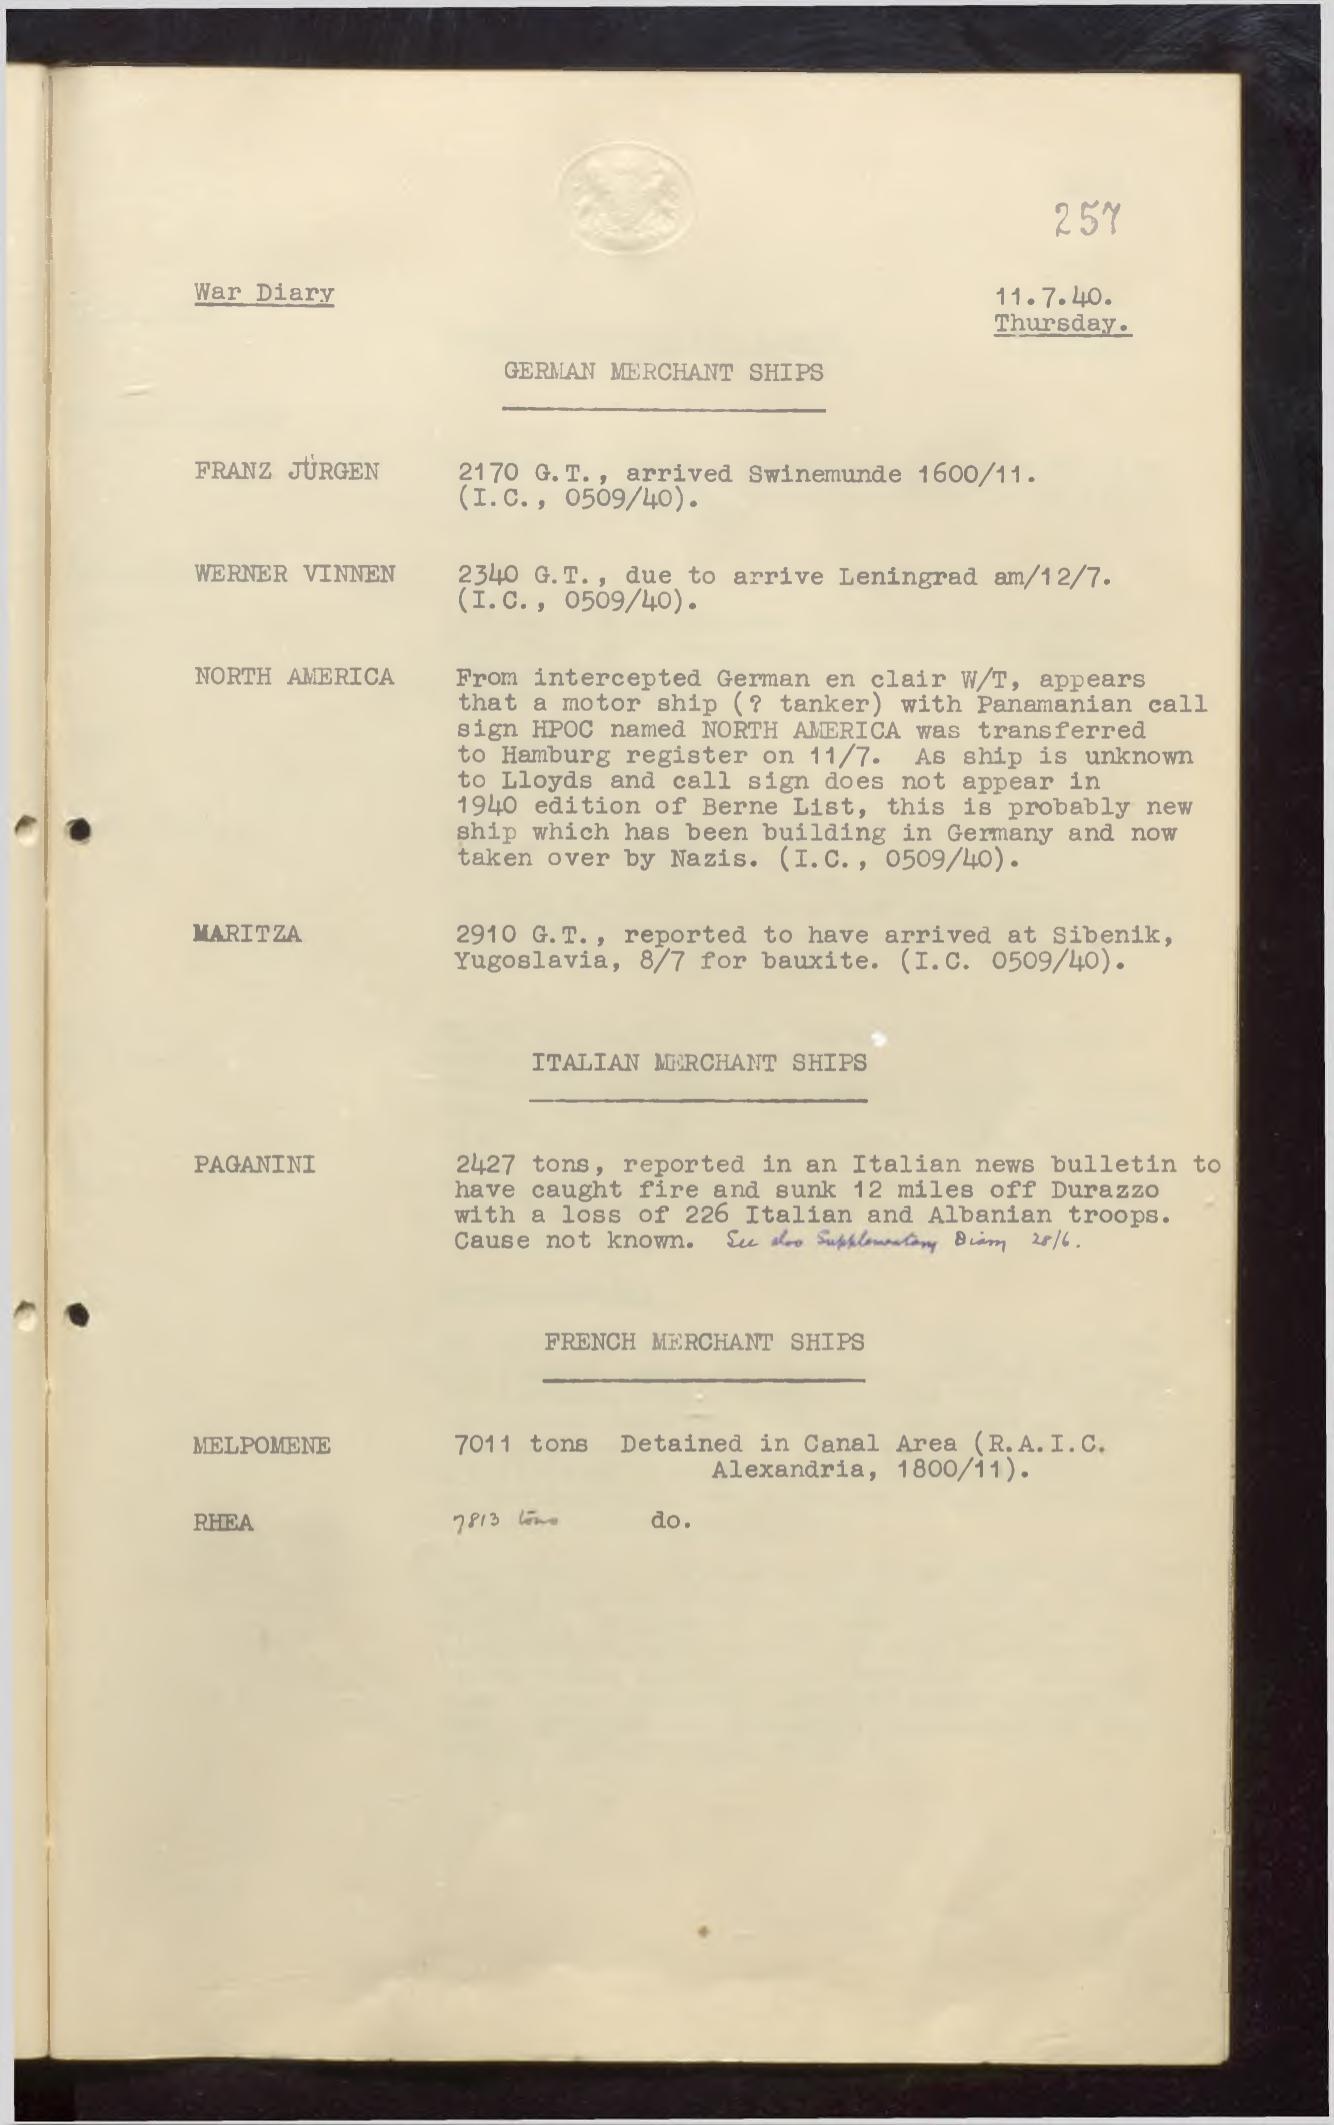 257
War Diary
11.7.40.
Thursday.
GERMAN MERCHANT SHIPS
FRANZ JÜRGEN 2170 G.T., arrived Swinemunde 1600/11.
(I.C., 0509/40).
WERNER VINNEN 2340 G.T., due to arrive Leningrad am/12/7.
(I.C., 0509/40).
NORTH AMERICA From intercepted German en clair W/T, appears
that a motor ship (? tanker) with Panamanian call
sign HPOC named NORTH AMERICA was transferred
to Hamburg register on 11/7. As ship is unknown
to Lloyds and call sign does not appear in
1940 edition of Berne List, this is probably new
ship which has been building in Germany and now
taken over by Nazis. (I.C., 0509/40).
MARITZA 2910 G.T., reported to have arrived at Sibenik,
Yugoslavia, 8/7 for bauxite. (I.C. 0509/40).
ITALIAN MERCHANT SHIPS
PAGANINI 2427 tons, reported in an Italian news bulletin to
have caught fire and sunk 12 miles off Durazzo
with a loss of 226 Italian and Albanian troops.
Cause not known. See also Supplementary Diary 28/6.
FRENCH MERCHANT SHIPS
MELPOMENE 7011 tons Detained in Canal Area (R.A.I.C.
Alexandria, 1800/11).
RHEA 7813 tons do.